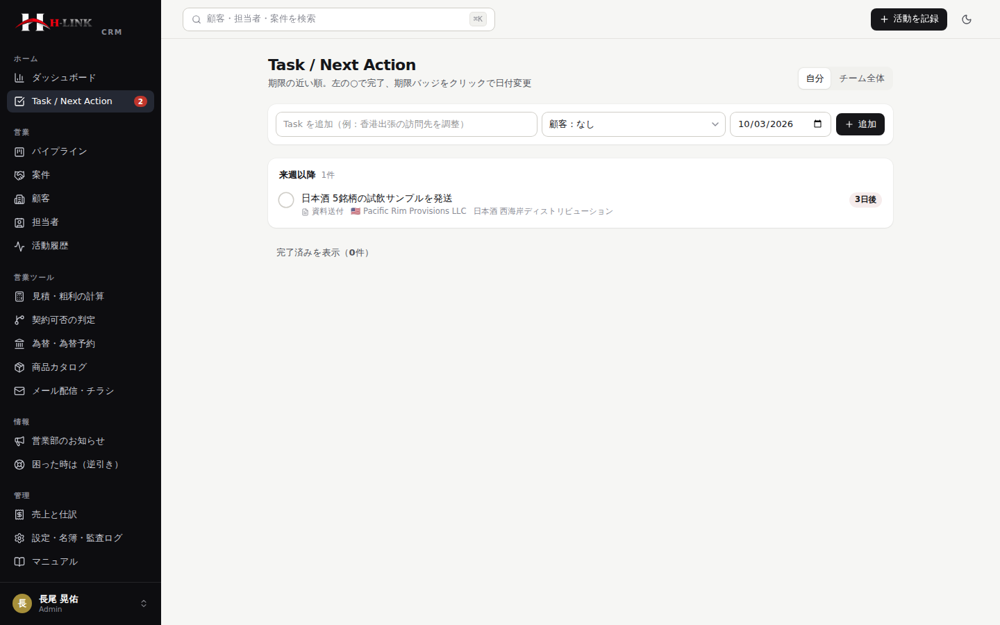 H-LINK CRM
ホーム
ダッシュボード
Task / Next Action 2
営業
パイプライン
案件
顧客
担当者
活動履歴
営業ツール
見積・粗利の計算
契約可否の判定
為替・為替予約
商品カタログ
メール配信・チラシ
情報
営業部のお知らせ
困った時は（逆引き）
管理
売上と仕訳
設定・名簿・監査ログ
マニュアル
長 長尾 晃佑
Admin
顧客・担当者・案件を検索 ⌘K
+ 活動を記録
Task / Next Action
期限の近い順。左の○で完了、期限バッジをクリックで日付変更
自分 チーム全体
Task を追加（例：香港出張の訪問先を調整） 顧客：なし 10/03/2026 + 追加
来週以降 1件
日本酒 5銘柄の試飲サンプルを発送 3日後
資料送付 🇺🇸 Pacific Rim Provisions LLC 日本酒 西海岸ディストリビューション
完了済みを表示（0件）